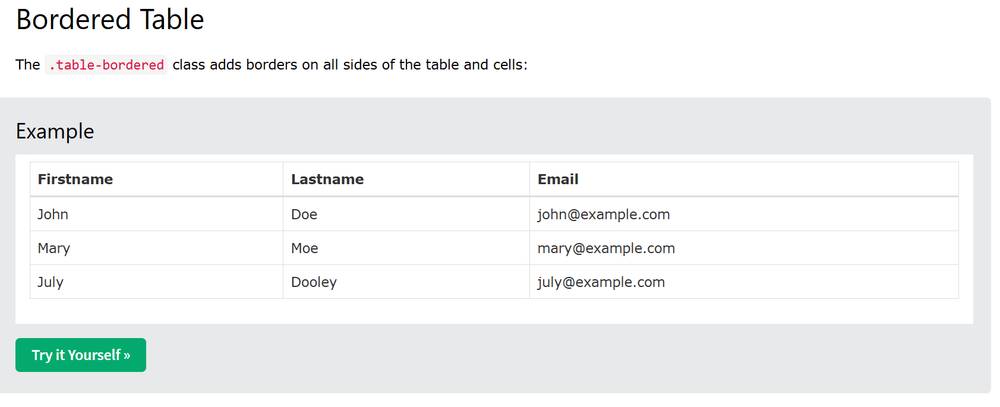 Bordered Table
The .table-bordered class adds borders on all sides of the table and cells:
Example
Firstname Lastname Email
John Doe john@example.com
Mary Moe mary@example.com
July Dooley july@example.com
Try it Yourself »